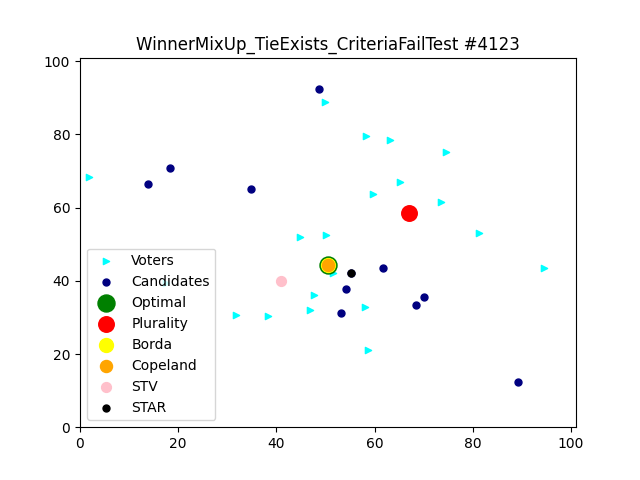 WinnerMixUp_TieExists_CriteriaFailTest #4123
100
80
60
40
20
0
Voters
Candidates
Optimal
Plurality
Borda
Copeland
STV
STAR
0 20 40 60 80 100